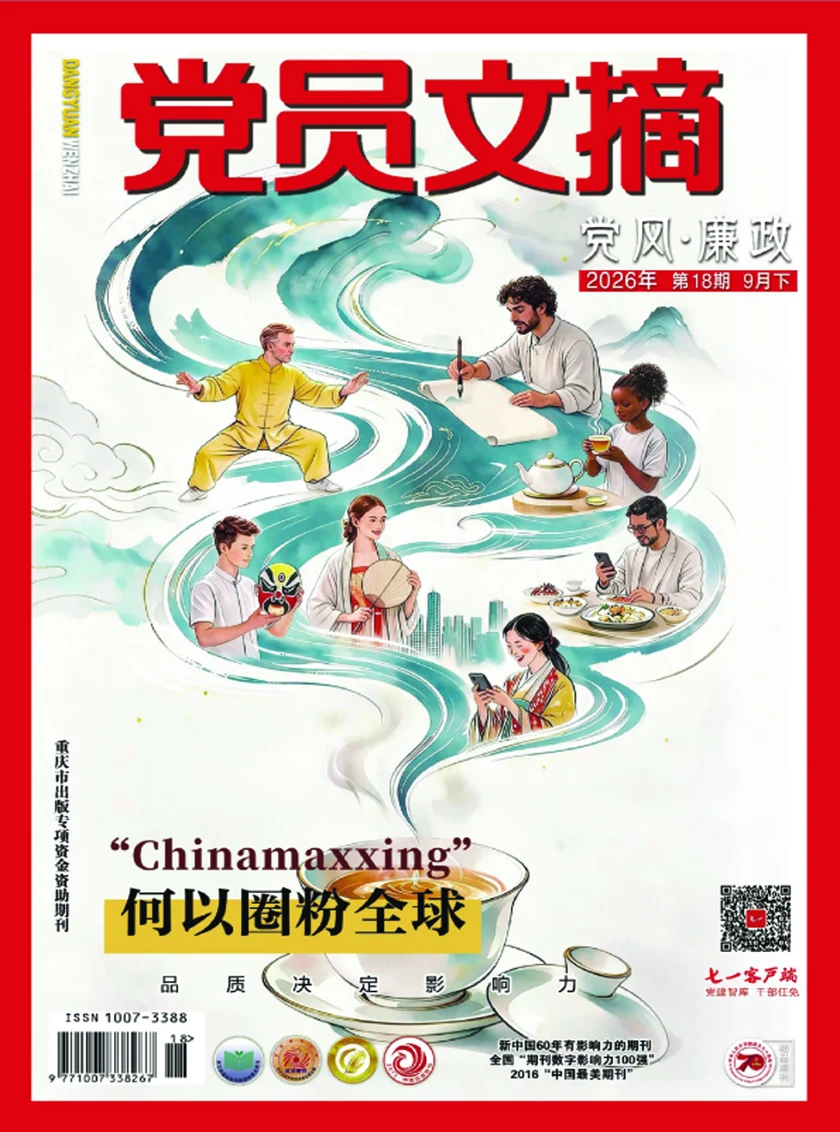 DANGYUAN WENZHAI
党员文摘
党风·廉政
2026年 第18期 9月下
重庆市出版专项资金资助期刊
“Chinamaxxing”
何以圈粉全球
品质决定影响力
七一客户端
党建智库 干部任免
ISSN 1007-3388
18>
9 771007 338267
新中国60年有影响力的期刊
全国“期刊数字影响力100强”
2016“中国最美期刊”